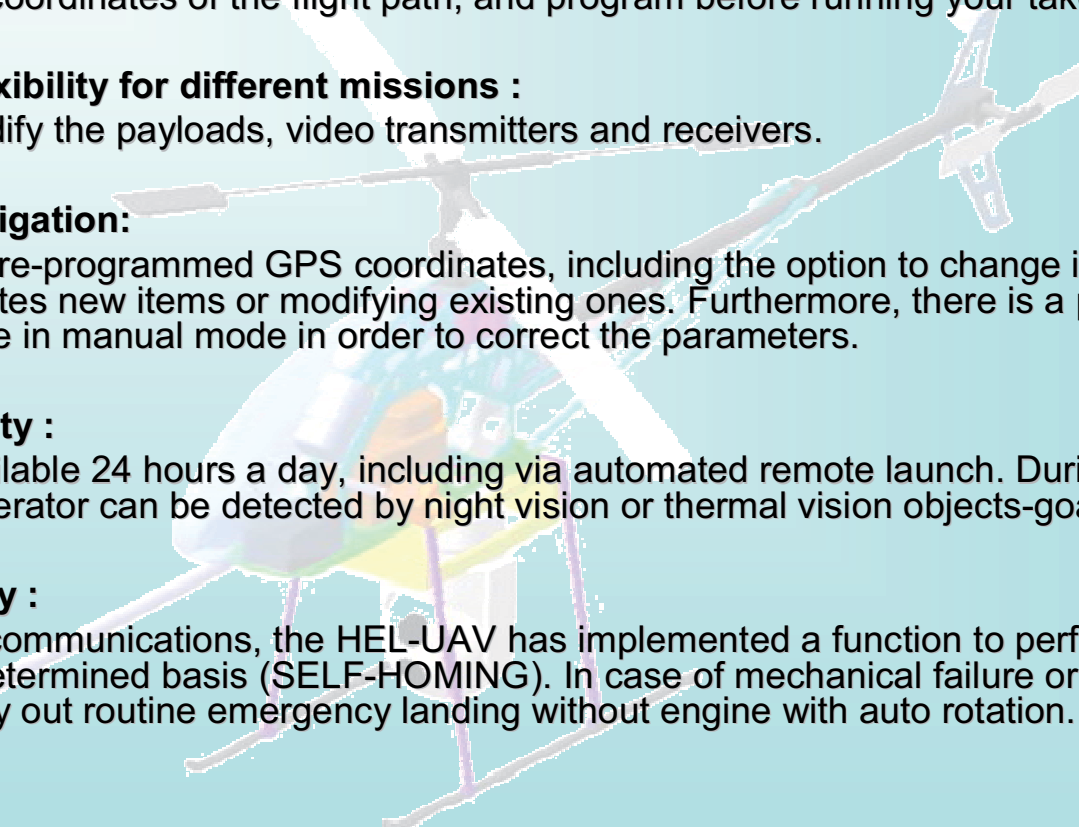 coordinates of the flight path, and program before running your take
xibility for different missions :
dify the payloads, video transmitters and receivers.
igation:
re-programmed GPS coordinates, including the option to change i
tes new items or modifying existing ones. Furthermore, there is a p
e in manual mode in order to correct the parameters.
ty :
ilable 24 hours a day, including via automated remote launch. Duri
erator can be detected by night vision or thermal vision objects-goa
y :
communications, the HEL-UAV has implemented a function to perf
etermined basis (SELF-HOMING). In case of mechanical failure or
y out routine emergency landing without engine with auto rotation.